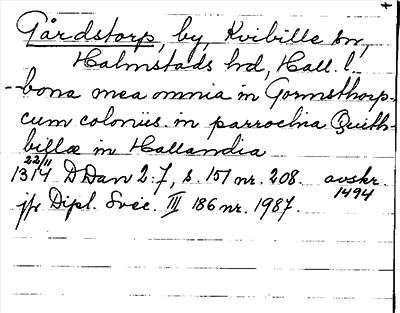 Gårdstorp, by, Kvibille sn,
Halmstads hd, Hall. l.
--bona mea omnia in Gormsthorp
cum coloniis in parrochia Quith-
billæ in Hallandia
22/11
1314 DDan 2:7, s. 151 nr. 208. avskr.
1494
jfr Dipl. Svec. III 186 nr. 1987.